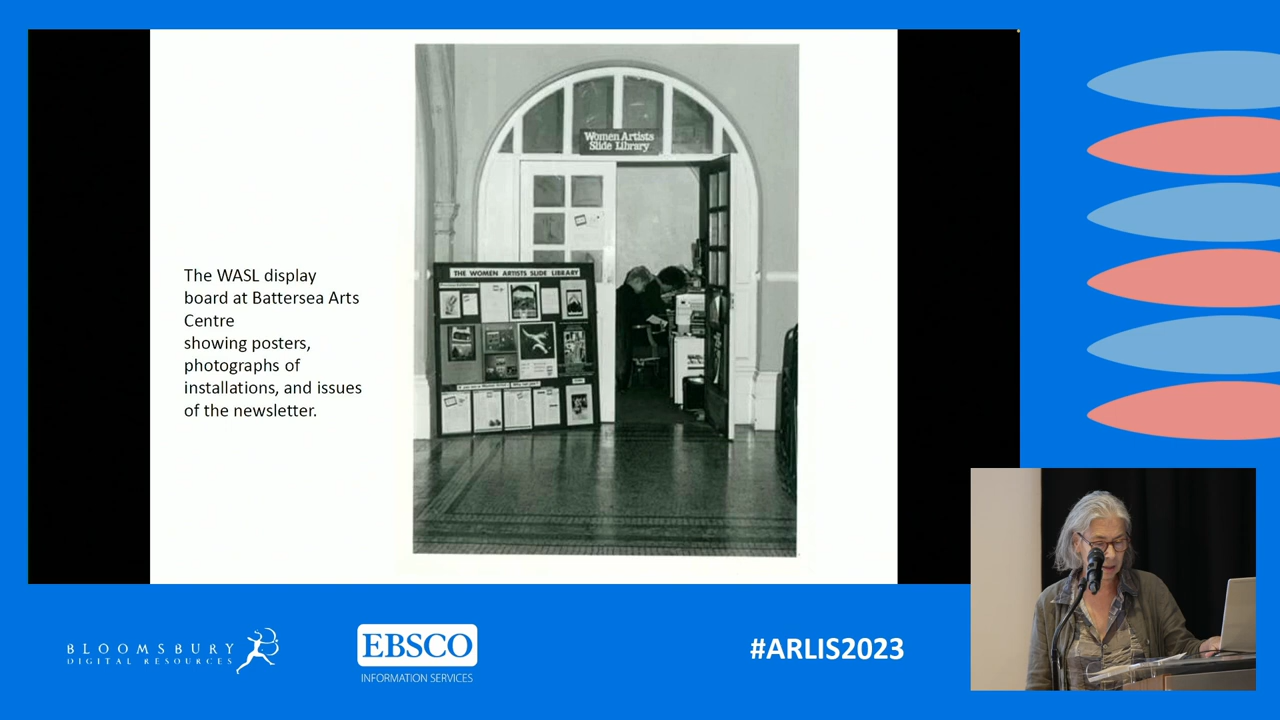 The WASL display
board at Battersea Arts
Centre
showing posters,
photographs of
installations, and issues
of the newsletter.
Women Artists
Slide Library
THE WOMEN ARTISTS SLIDE LIBRARY
BLOOMSBURY
DIGITAL RESOURCES
EBSCO
INFORMATION SERVICES
#ARLIS2023